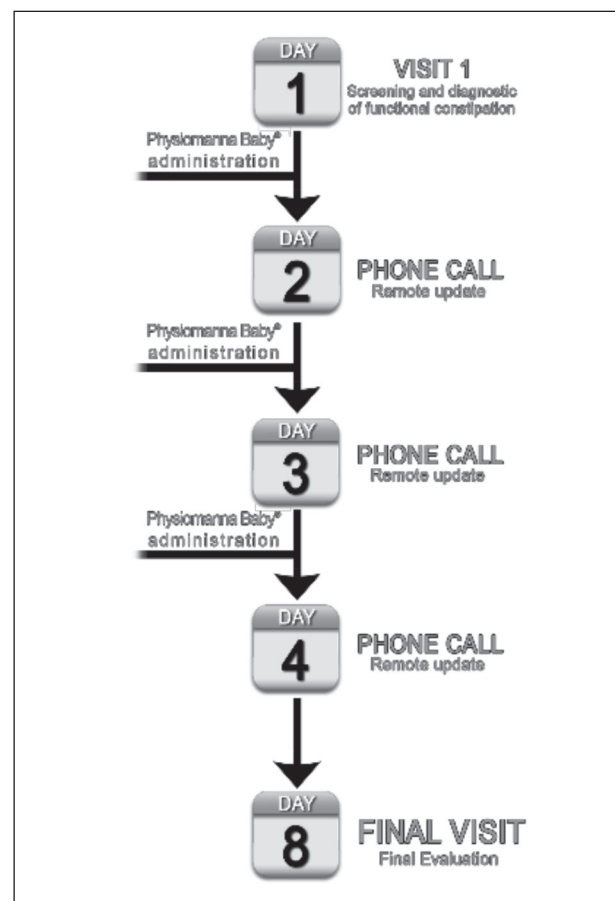 DAY
1
VISIT 1
Screening and diagnostic
of functional constipation
Physiomanna Baby®
administration
DAY
2
PHONE CALL
Remote update
Physiomanna Baby®
administration
DAY
3
PHONE CALL
Remote update
Physiomanna Baby®
administration
DAY
4
PHONE CALL
Remote update
DAY
8
FINAL VISIT
Final Evaluation